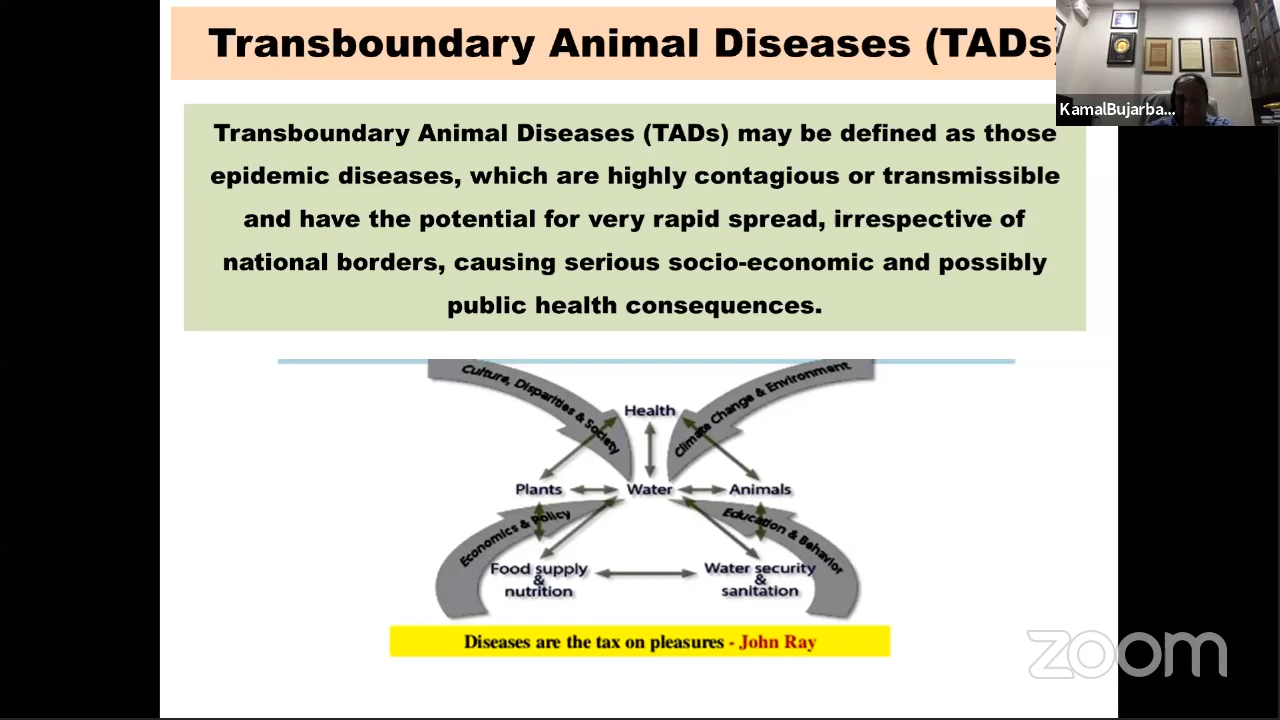 Transboundary Animal Diseases (TADs)
KamalBujarba...
Transboundary Animal Diseases (TADs) may be defined as those
epidemic diseases, which are highly contagious or transmissible
and have the potential for very rapid spread, irrespective of
national borders, causing serious socio-economic and possibly
public health consequences.
Culture, Disparities & Society
Climate Change & Environment
Health
Plants
Water
Animals
Economics & Policy
Education & Behavior
Food supply
&
nutrition
Water security
&
sanitation
Diseases are the tax on pleasures - John Ray
zoom